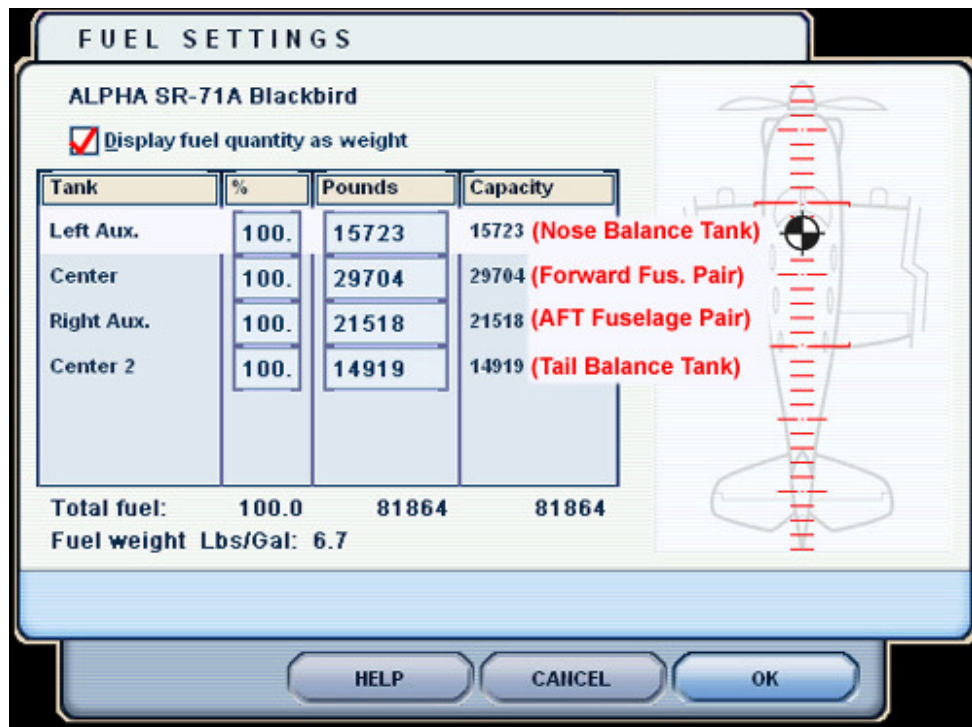 FUEL SETTINGS
ALPHA SR-71A Blackbird
Display fuel quantity as weight
Tank % Pounds Capacity
Left Aux. 100. 15723 15723 (Nose Balance Tank)
Center 100. 29704 29704 (Forward Fus. Pair)
Right Aux. 100. 21518 21518 (AFT Fuselage Pair)
Center 2 100. 14919 14919 (Tail Balance Tank)
Total fuel: 100.0 81864 81864
Fuel weight Lbs/Gal: 6.7
HELP CANCEL OK